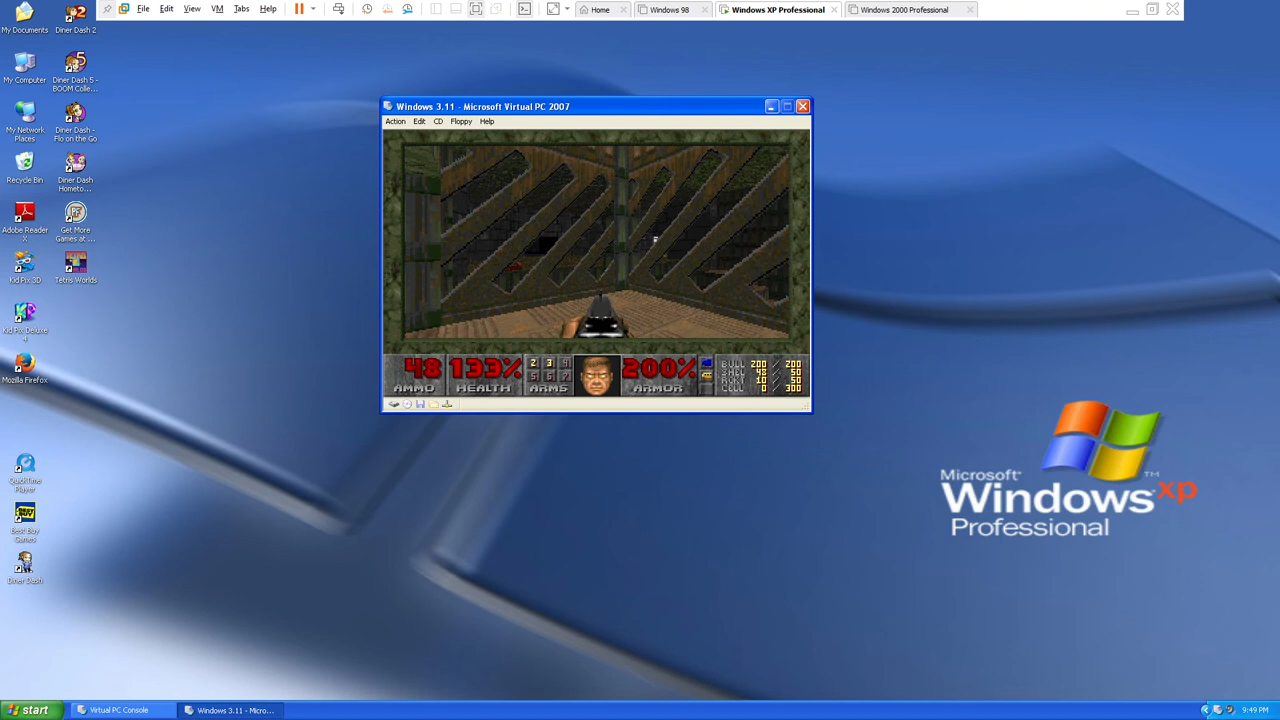 File Edit View VM Tabs Help
Home
Windows 98
Windows XP Professional
Windows 2000 Professional
My Documents
Diner Dash 2
My Computer
Diner Dash 5 -
BOOM Colle...
My Network
Places
Diner Dash -
Flo on the Go
Recycle Bin
Diner Dash
Hometo...
Adobe Reader
X
Get More
Games at ...
Kid Pix 3D
Tetris Worlds
Kid Pix Deluxe
4
Mozilla Firefox
QuickTime
Player
Best Buy
Games
Diner Dash
Windows 3.11 - Microsoft Virtual PC 2007
Action Edit CD Floppy Help
48 133% 2 3 4 200%
5 6 7
AMMO HEALTH ARMS ARMOR
BULL 200 / 200
SHEL 48 / 50
RCKT 10 / 50
CELL 0 / 300
Microsoft
Windows xp
TM
Professional
start
Virtual PC Console
Windows 3.11 - Micro...
9:49 PM